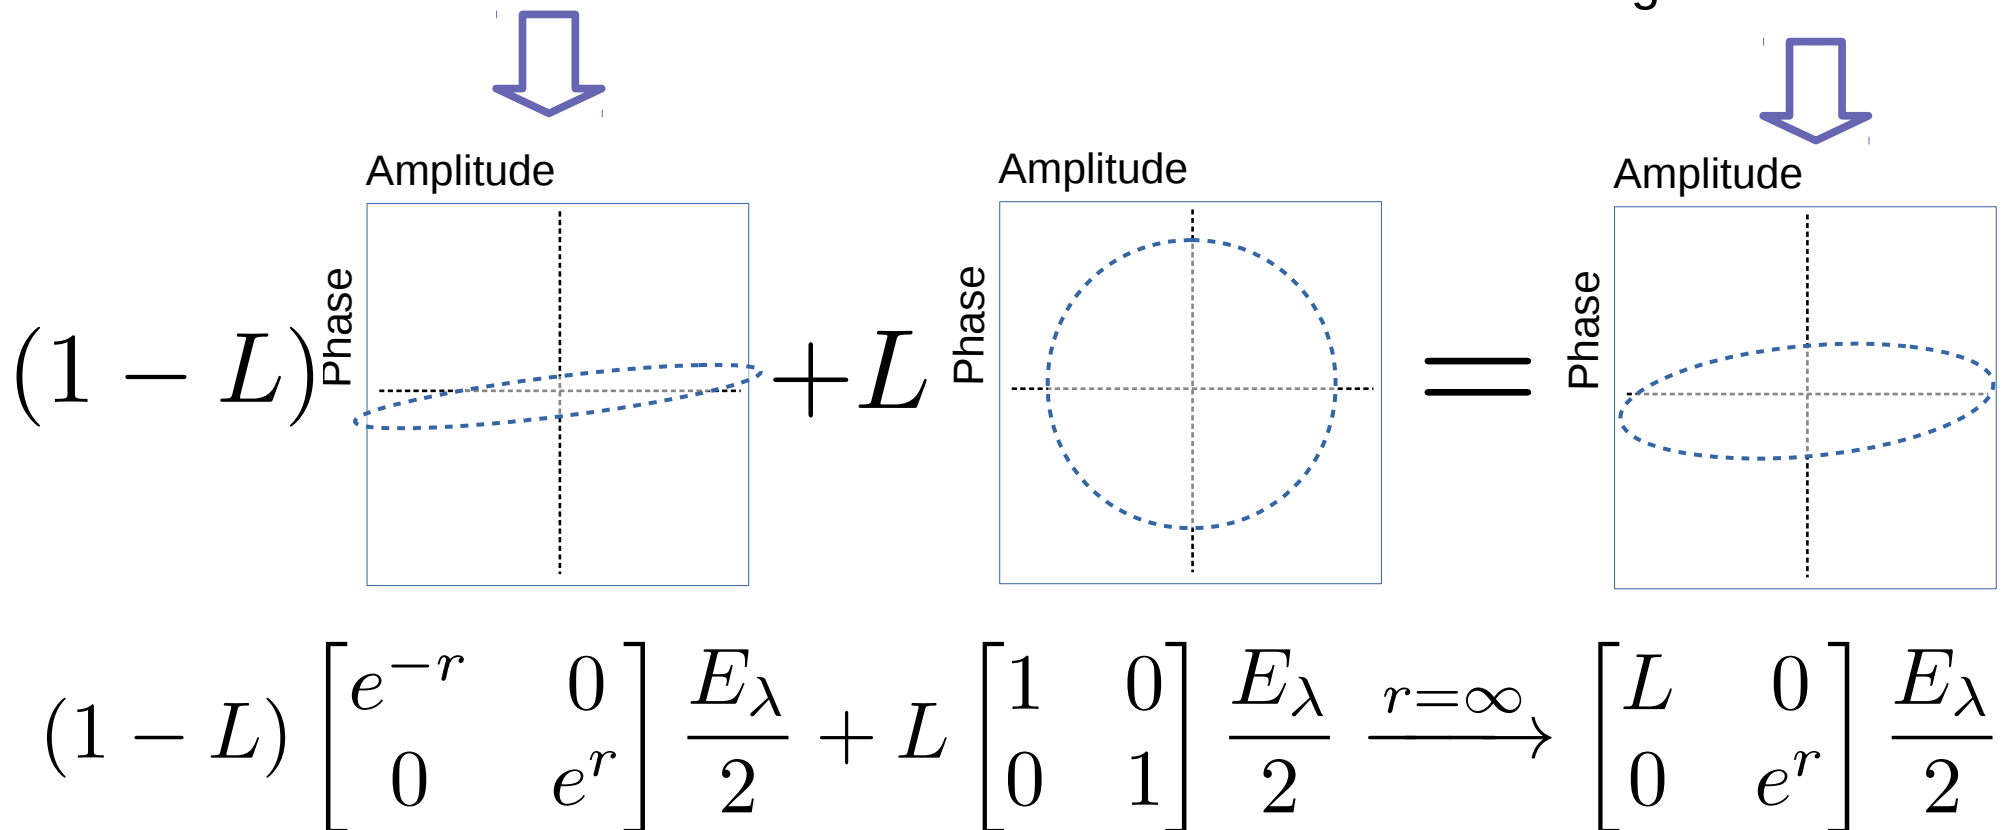 g
Amplitude Amplitude Amplitude
(1 − L) Phase + L Phase = Phase
(1 − L) [e^{−r} 0; 0 e^{r}] E_λ/2 + L [1 0; 0 1] E_λ/2 \xrightarrow{r=∞} [L 0; 0 e^{r}] E_λ/2